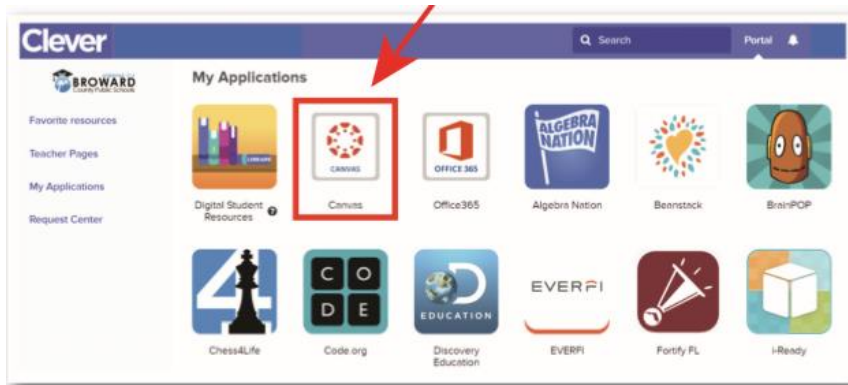 Clever
Search
Portal
BROWARD
County Public Schools
Favorite resources
Teacher Pages
My Applications
Request Center
My Applications
LIBRARY
CANVAS
OFFICE 365
ALGEBRA
NATION
Digital Student
Resources
Canvas
Office365
Algebra Nation
Beanstack
BrainPOP
4
C O
D E
D
EDUCATION
EVERFI
Chess4Life
Code.org
Discovery
Education
EVERFI
Fortify FL
i-Ready